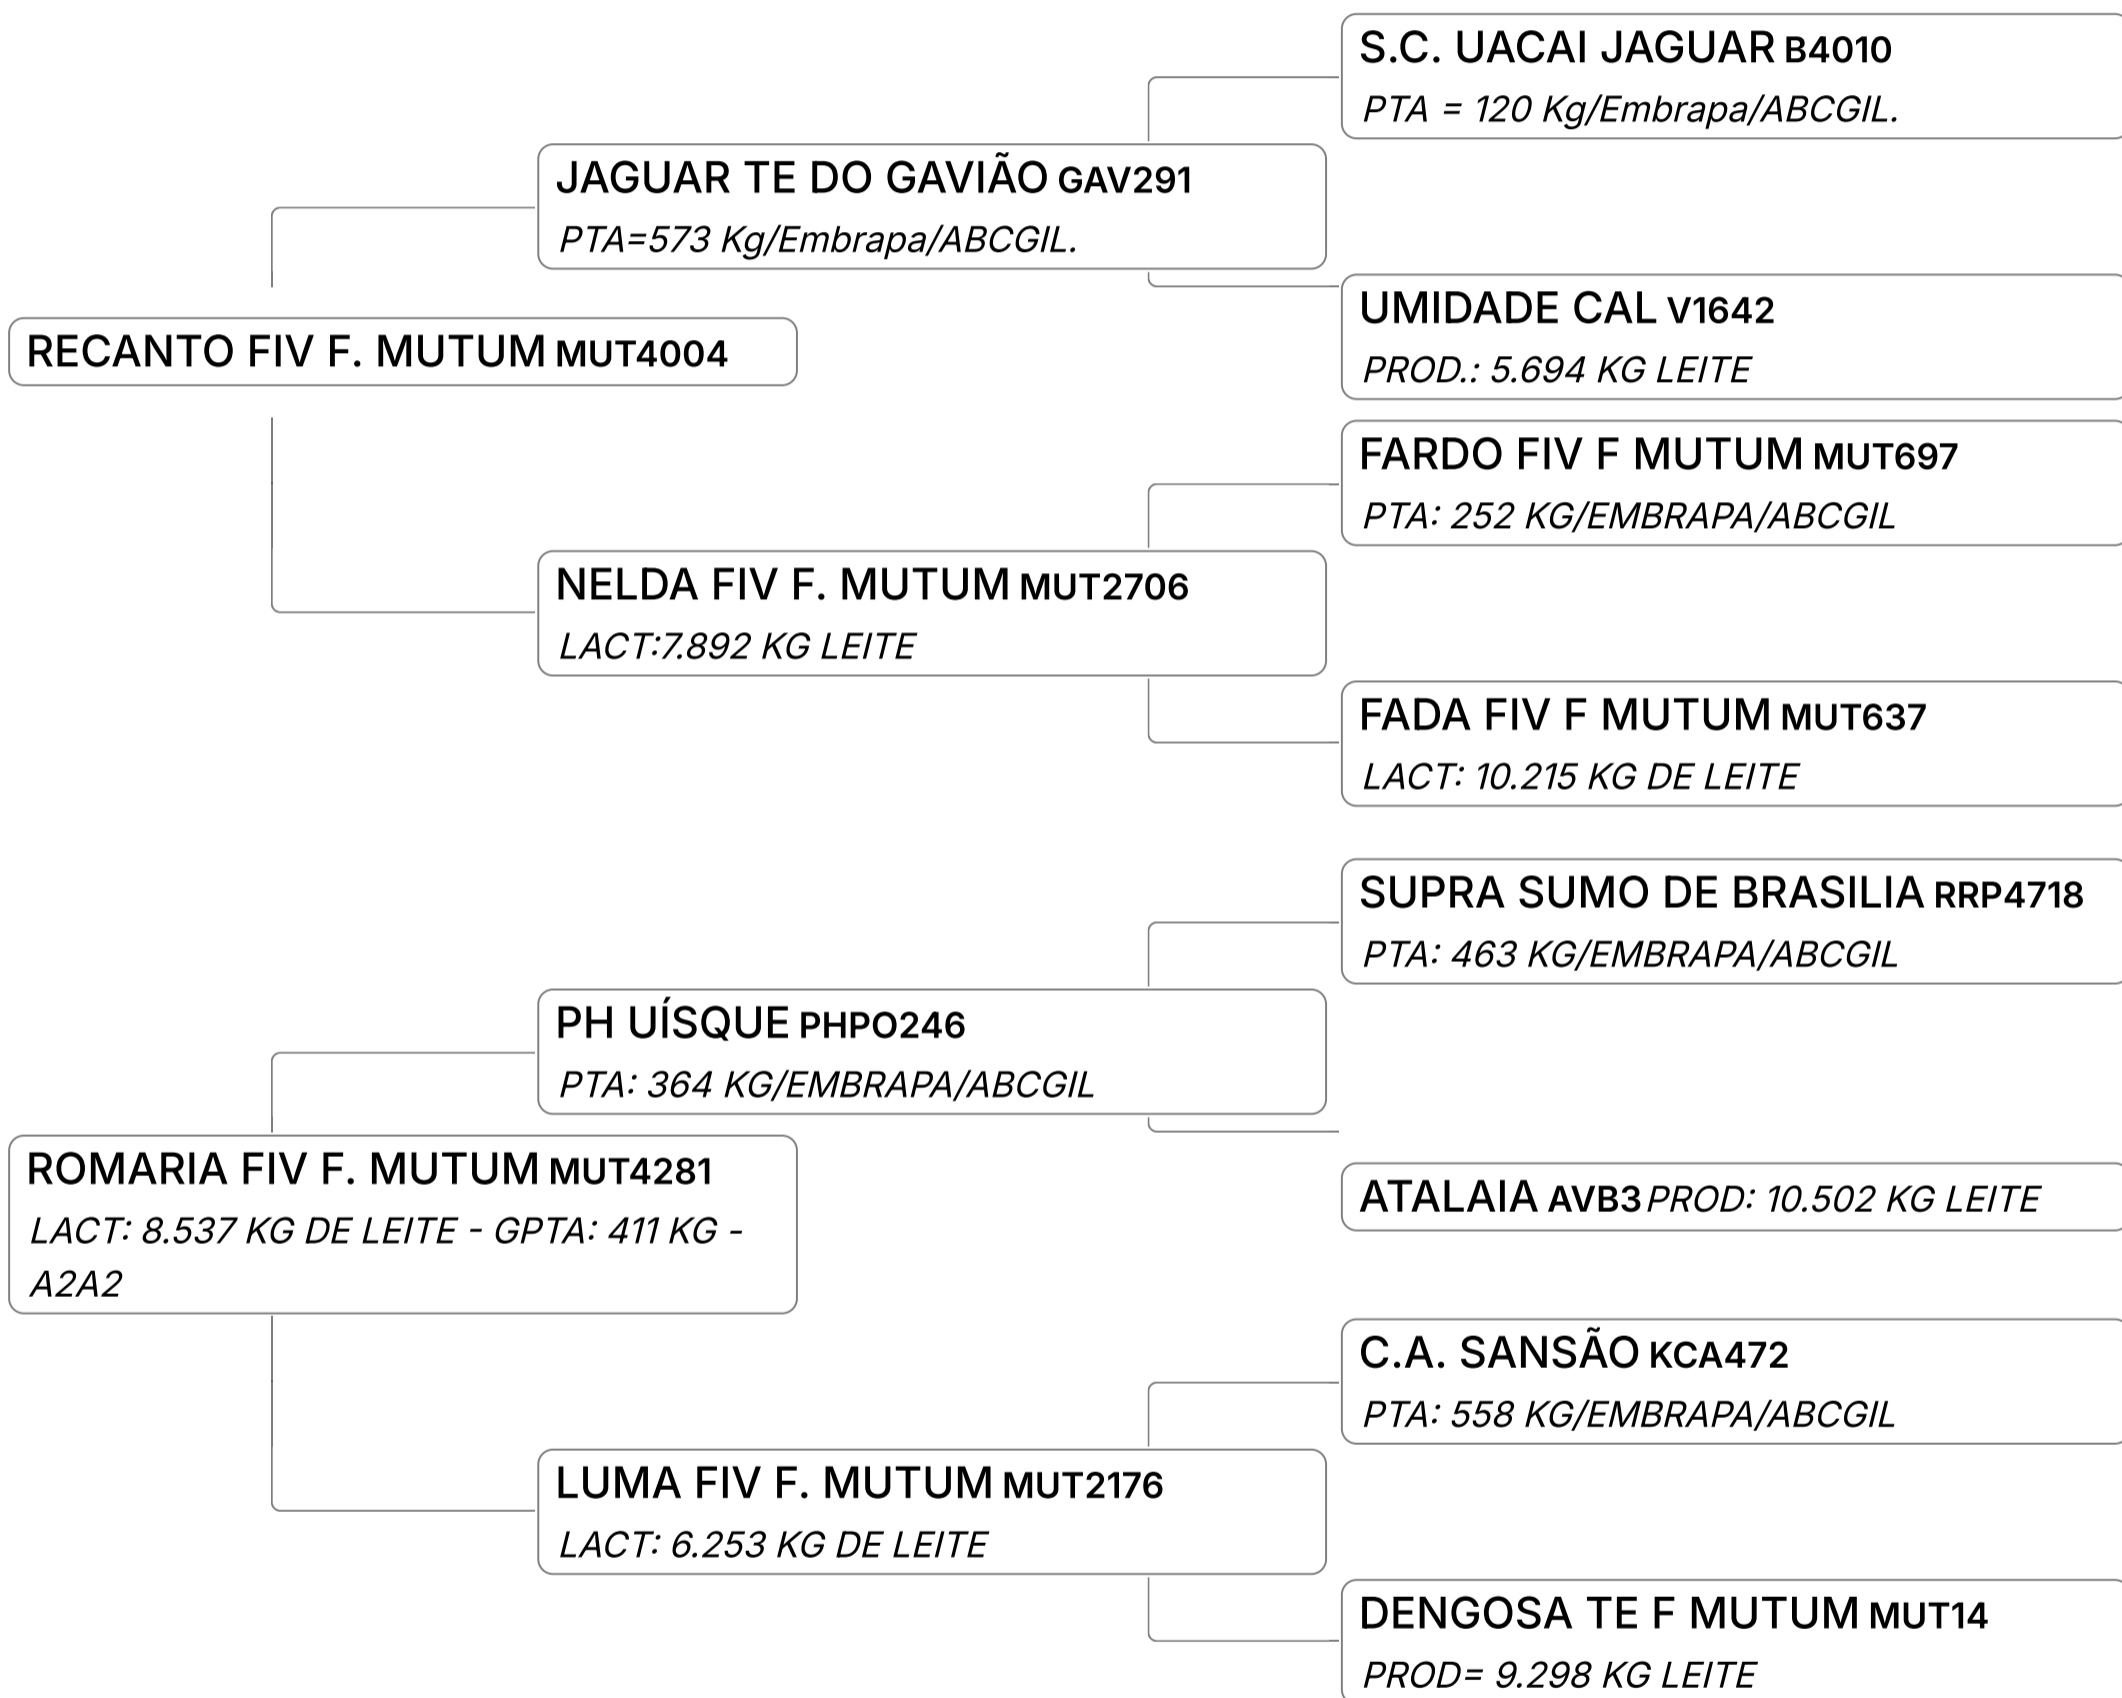 S.C. UACAI JAGUAR B4010
PTA = 120 Kg/Embrapa/ABCGIL.
JAGUAR TE DO GAVIÃO GAV291
PTA=573 Kg/Embrapa/ABCGIL.
UMIDADE CAL V1642
PROD.: 5.694 KG LEITE
RECANTO FIV F. MUTUM MUT4004
FARDO FIV F MUTUM MUT697
PTA: 252 KG/EMBRAPA/ABCGIL
NELDA FIV F. MUTUM MUT2706
LACT:7.892 KG LEITE
FADA FIV F MUTUM MUT637
LACT: 10.215 KG DE LEITE
SUPRA SUMO DE BRASILIA RRP4718
PTA: 463 KG/EMBRAPA/ABCGIL
PH UÍSQUE PHPO246
PTA: 364 KG/EMBRAPA/ABCGIL
ATALAIA AVB3 PROD: 10.502 KG LEITE
ROMARIA FIV F. MUTUM MUT4281
LACT: 8.537 KG DE LEITE - GPTA: 411 KG -
A2A2
C.A. SANSÃO KCA472
PTA: 558 KG/EMBRAPA/ABCGIL
LUMA FIV F. MUTUM MUT2176
LACT: 6.253 KG DE LEITE
DENGOSA TE F MUTUM MUT14
PROD= 9.298 KG LEITE